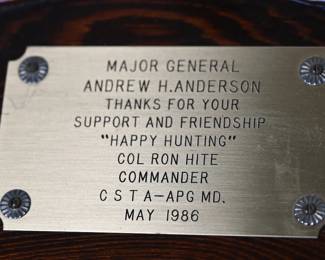 MAJOR GENERAL
ANDREW H.ANDERSON
THANKS FOR YOUR
SUPPORT AND FRIENDSHIP
"HAPPY HUNTING"
COL RON HITE
COMMANDER
C S T A-APG MD.
MAY 1986